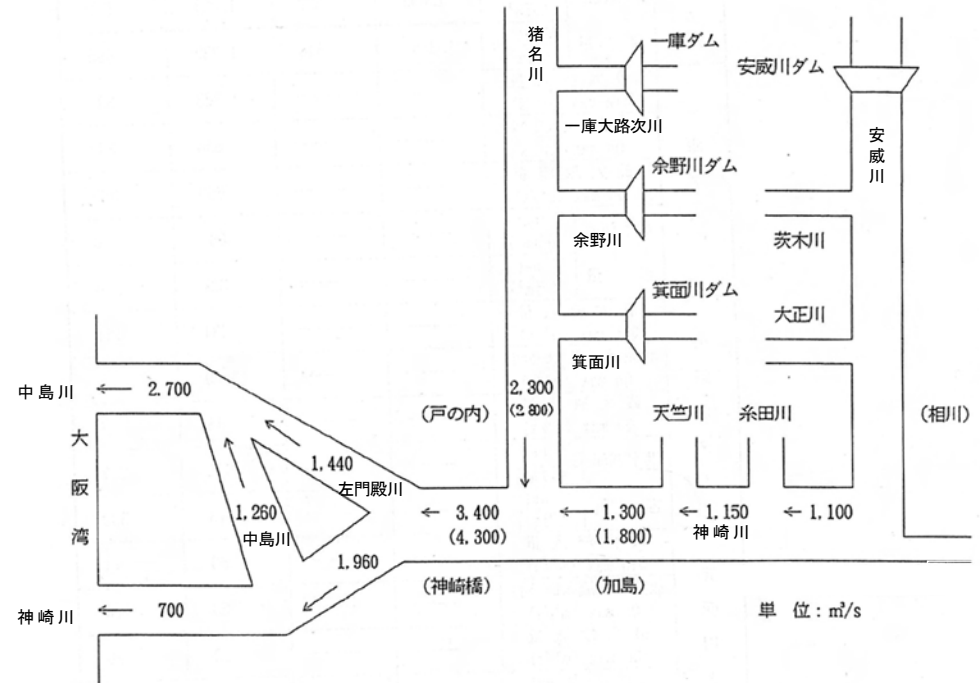 猪名川
一庫ダム
安威川ダム
一庫大路次川
安威川
余野川ダム
余野川
茨木川
箕面川ダム
大正川
箕面川
中島川
2.700
2.300
(2.800)
(戸の内)
天竺川
糸田川
(相川)
大阪湾
1,440
左門殿川
1,260
中島川
3.400
(4.300)
1,300
(1.800)
1,150
神崎川
1,100
1.960
(神崎橋)
(加島)
神崎川
700
単位:m³/s